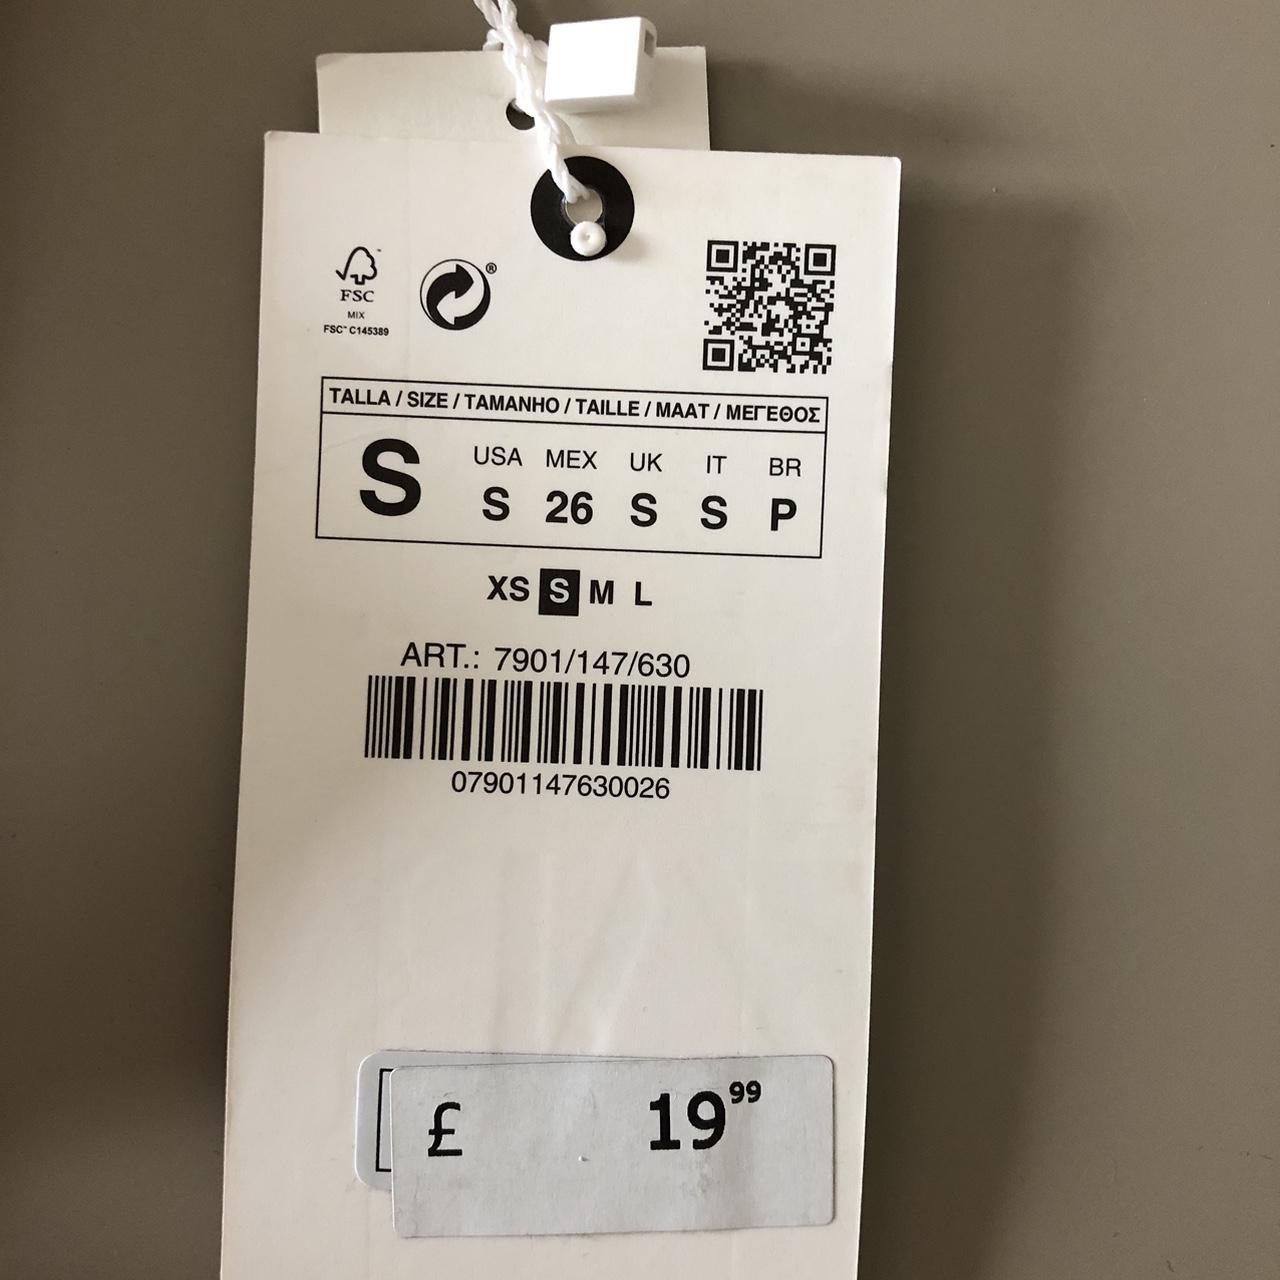 FSC™
MIX
FSC™ C145389
®
TALLA / SIZE / TAMANHO / TAILLE / MAAT / ΜΕΓΕΘΟΣ
S USA MEX UK IT BR
S 26 S S P
XS S M L
ART.: 7901/147/630
07901147630026
£ 19⁹⁹